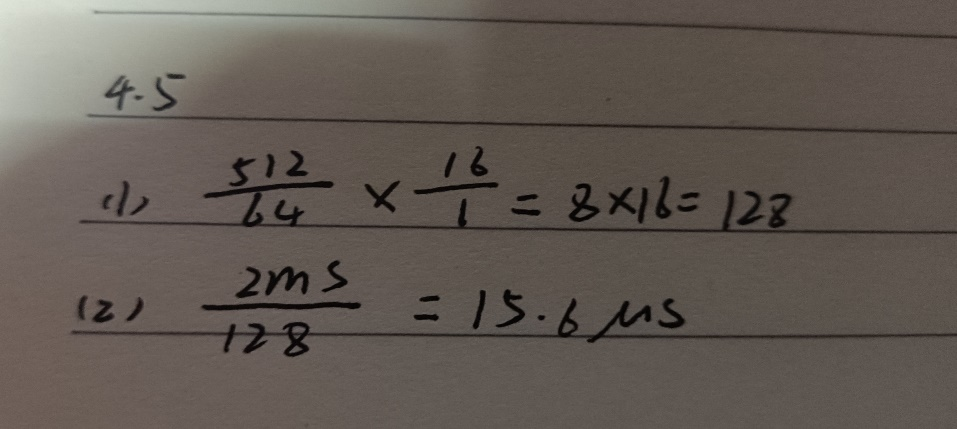 4.5
(1) 512/64 × 16/1 = 8×16= 128
(2) 2ms/128 = 15.6 μs